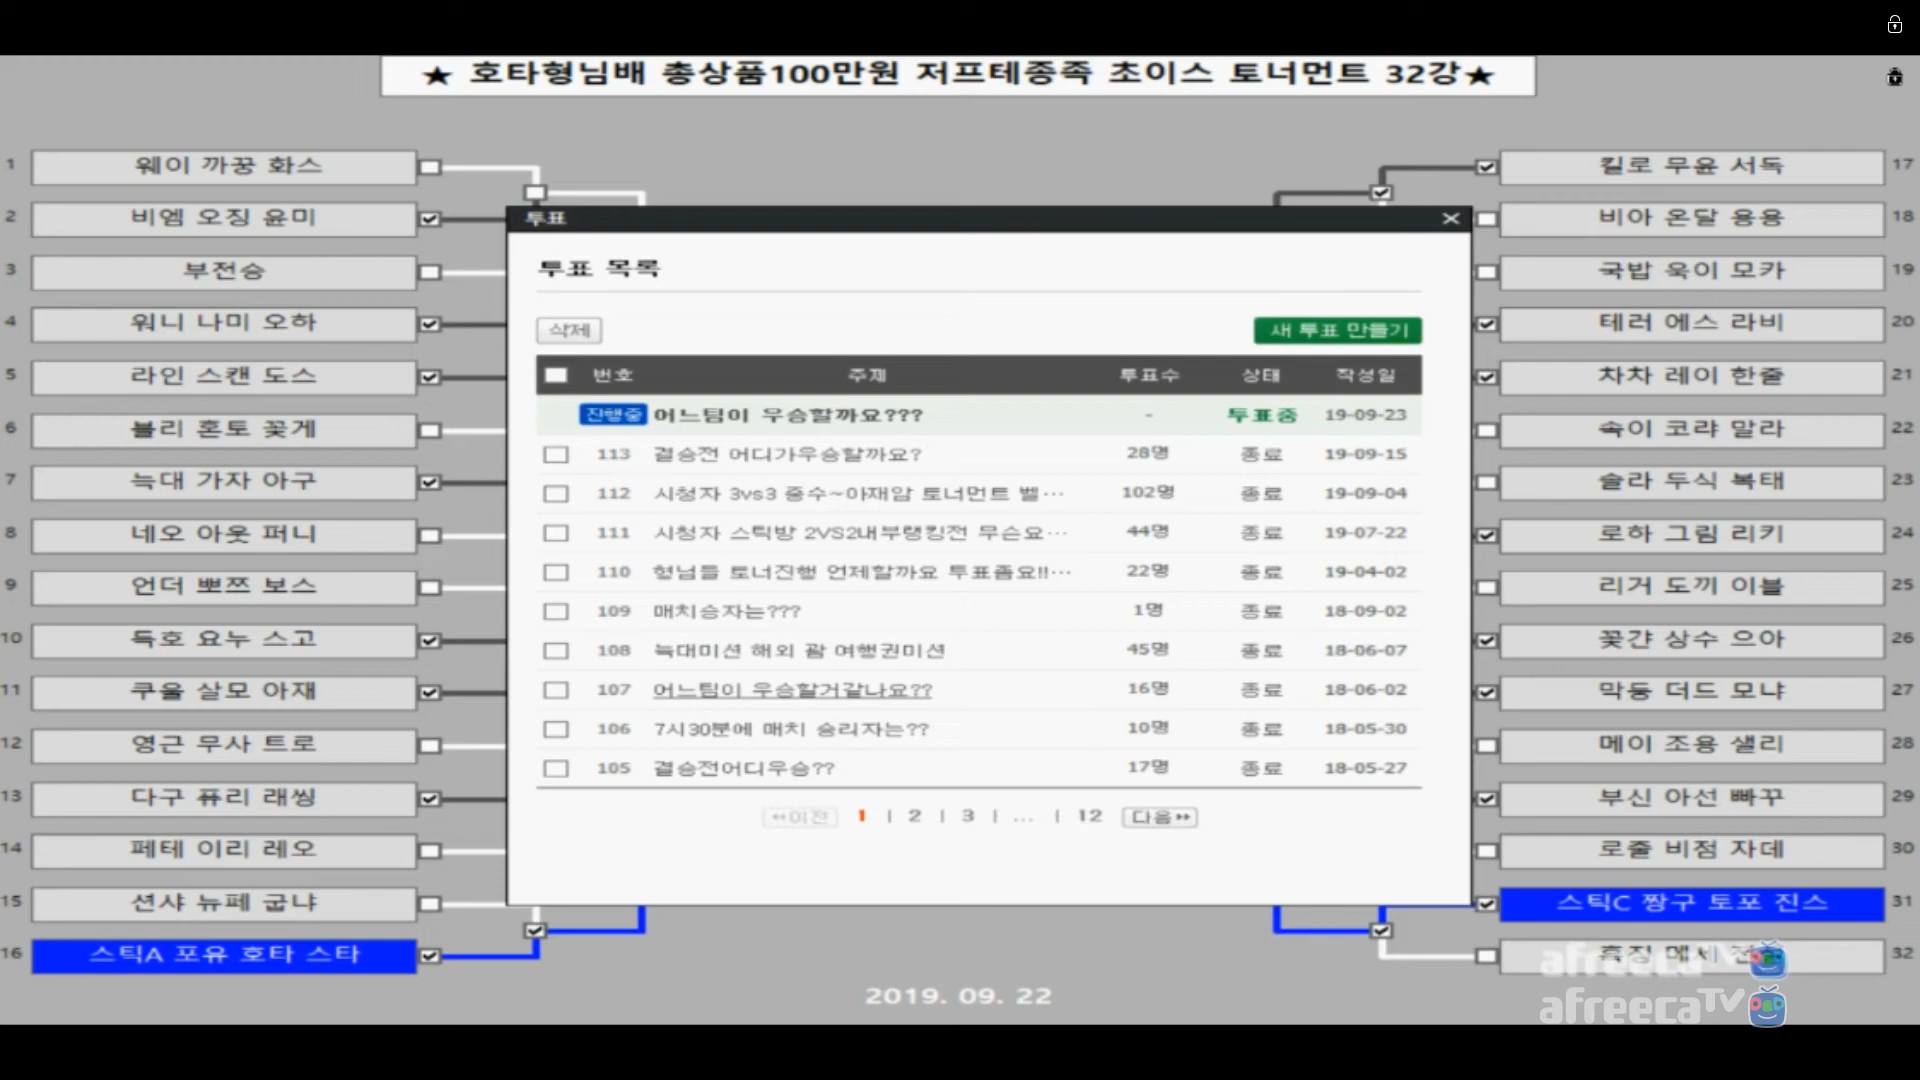 ★ 호타형님배 총상품100만원 저프테종족 초이스 토너먼트 32강★
1 웨이 까꿍 화스
2 비엠 오징 윤미
3 부전승
4 워니 나미 오하
5 라인 스캔 도스
6 블리 혼토 꽃게
7 늑대 가자 아구
8 네오 아웃 퍼니
9 언더 뽀쯔 보스
10 득호 요누 스고
11 쿠울 살모 아재
12 영근 무사 트로
13 다구 퓨리 래씽
14 페테 이리 레오
15 션샤 뉴페 굽냐
16 스틱A 포유 호타 스타
투표
투표 목록
삭제 새 투표 만들기
번호 주제 투표수 상태 작성일
진행중 어느팀이 우승할까요??? - 투표중 19-09-23
113 결승전 어디가우승할까요? 28명 종료 19-09-15
112 시청자 3vs3 중수~아재암 토너먼트 벨… 102명 종료 19-09-04
111 시청자 스틱방 2VS2내부랭킹전 무슨요… 44명 종료 19-07-22
110 형님들 토너진행 언제할까요 투표좀요!!… 22명 종료 19-04-02
109 매치승자는??? 1명 종료 18-09-02
108 늑대미션 해외 괌 여행권미션 45명 종료 18-06-07
107 어느팀이 우승할거같나요?? 16명 종료 18-06-02
106 7시30분에 매치 승리자는?? 10명 종료 18-05-30
105 결승전어디우승?? 17명 종료 18-05-27
이전 1 | 2 | 3 | ... | 12 다음
킬로 무윤 서독 17
비아 온달 용용 18
국밥 욱이 모카 19
테러 에스 라비 20
차차 레이 한줄 21
속이 코랴 말라 22
슬라 두식 복태 23
로하 그림 리키 24
리거 도끼 이블 25
꽃갼 상수 으아 26
막둥 더드 모냐 27
메이 조용 샐리 28
부신 아선 빠꾸 29
로줄 비점 자데 30
스틱C 짱구 토포 진스 31
32
2019. 09. 22
afreecaTV
afreecaTV